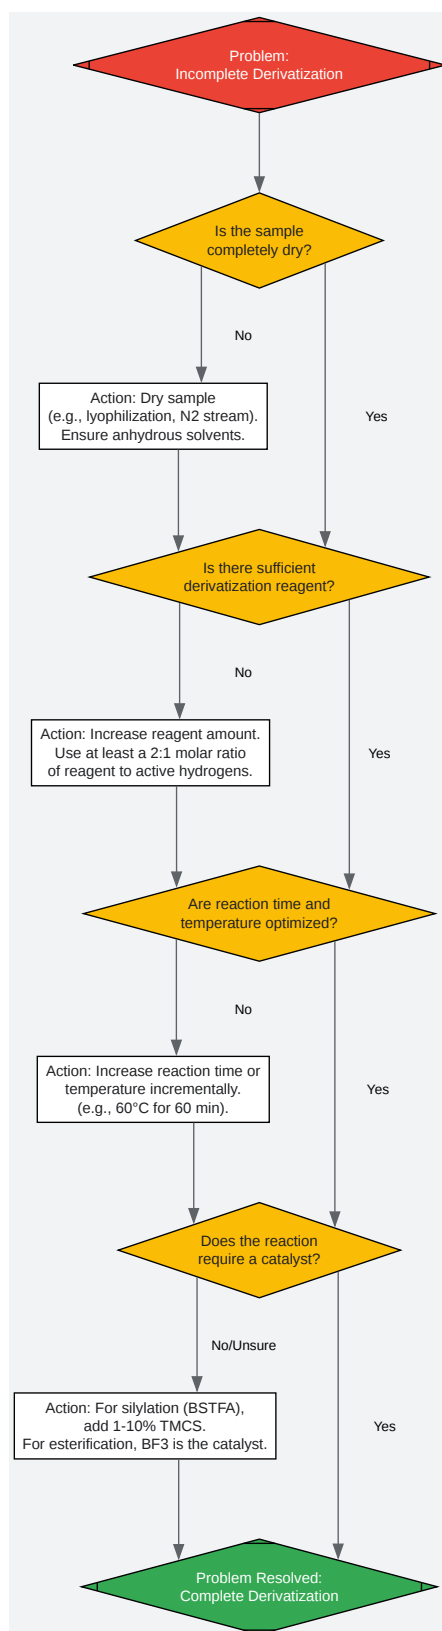 Problem:
Incomplete Derivatization
Is the sample
completely dry?
No
Action: Dry sample
(e.g., lyophilization, N2 stream).
Ensure anhydrous solvents.
Yes
Is there sufficient
derivatization reagent?
No
Action: Increase reagent amount.
Use at least a 2:1 molar ratio
of reagent to active hydrogens.
Yes
Are reaction time and
temperature optimized?
No
Action: Increase reaction time or
temperature incrementally.
(e.g., 60°C for 60 min).
Yes
Does the reaction
require a catalyst?
No/Unsure
Action: For silylation (BSTFA),
add 1-10% TMCS.
For esterification, BF3 is the catalyst.
Yes
Problem Resolved:
Complete Derivatization